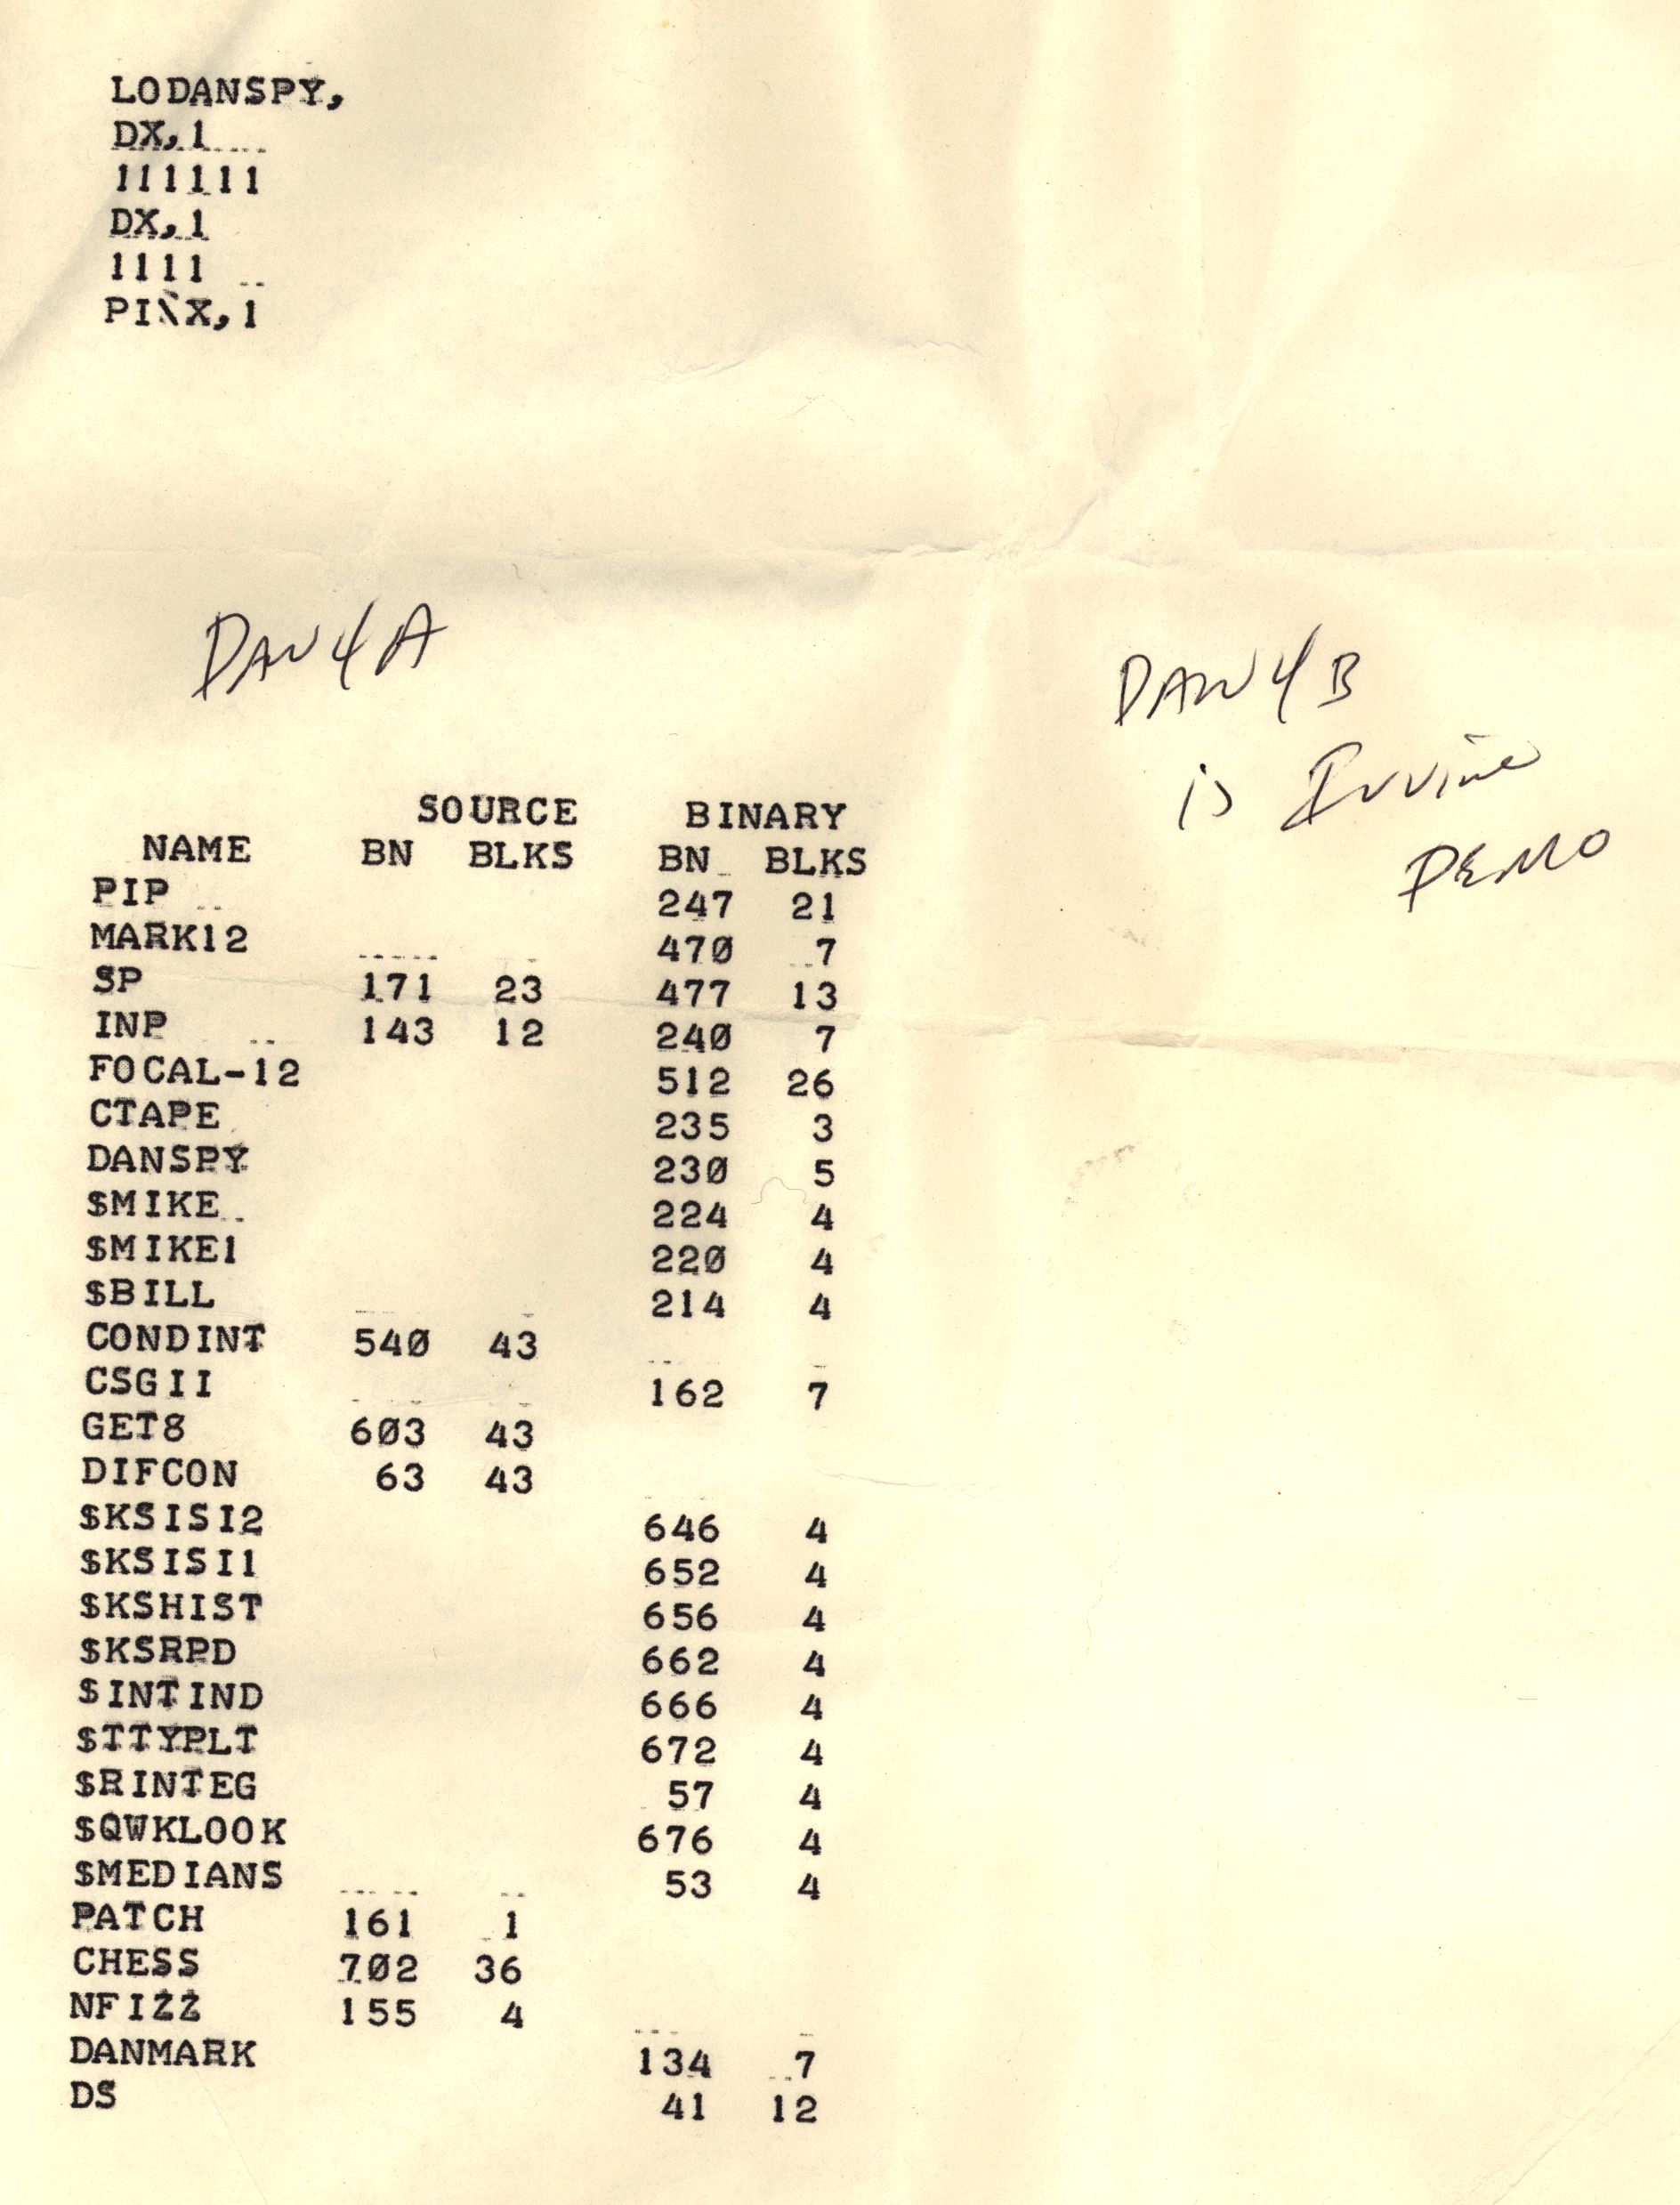 LODANSPY,
DX,1
111111
DX,1
1111
PI\X,1
DAN 4 A
DAN 4 B
is Irvine
DEMO
SOURCE BINARY
NAME BN BLKS BN BLKS
PIP 247 21
MARK12 470 7
SP 171 23 477 13
INP 143 12 240 7
FOCAL-12 512 26
CTAPE 235 3
DANSPY 230 5
$MIKE 224 4
$MIKE1 220 4
$BILL 214 4
CONDINT 540 43
CSGII 162 7
GET8 603 43
DIFCON 63 43
$KSISI2 646 4
$KSISI1 652 4
$KSHIST 656 4
$KSRPD 662 4
$INTIND 666 4
$TTYPLT 672 4
$RINTEG 57 4
$QWKLOOK 676 4
$MEDIANS 53 4
PATCH 161 1
CHESS 702 36
NFIZZ 155 4
DANMARK 134 7
DS 41 12